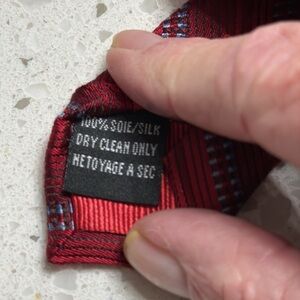 100% SOIE/SILK
DRY CLEAN ONLY
NETOYAGE A SEC